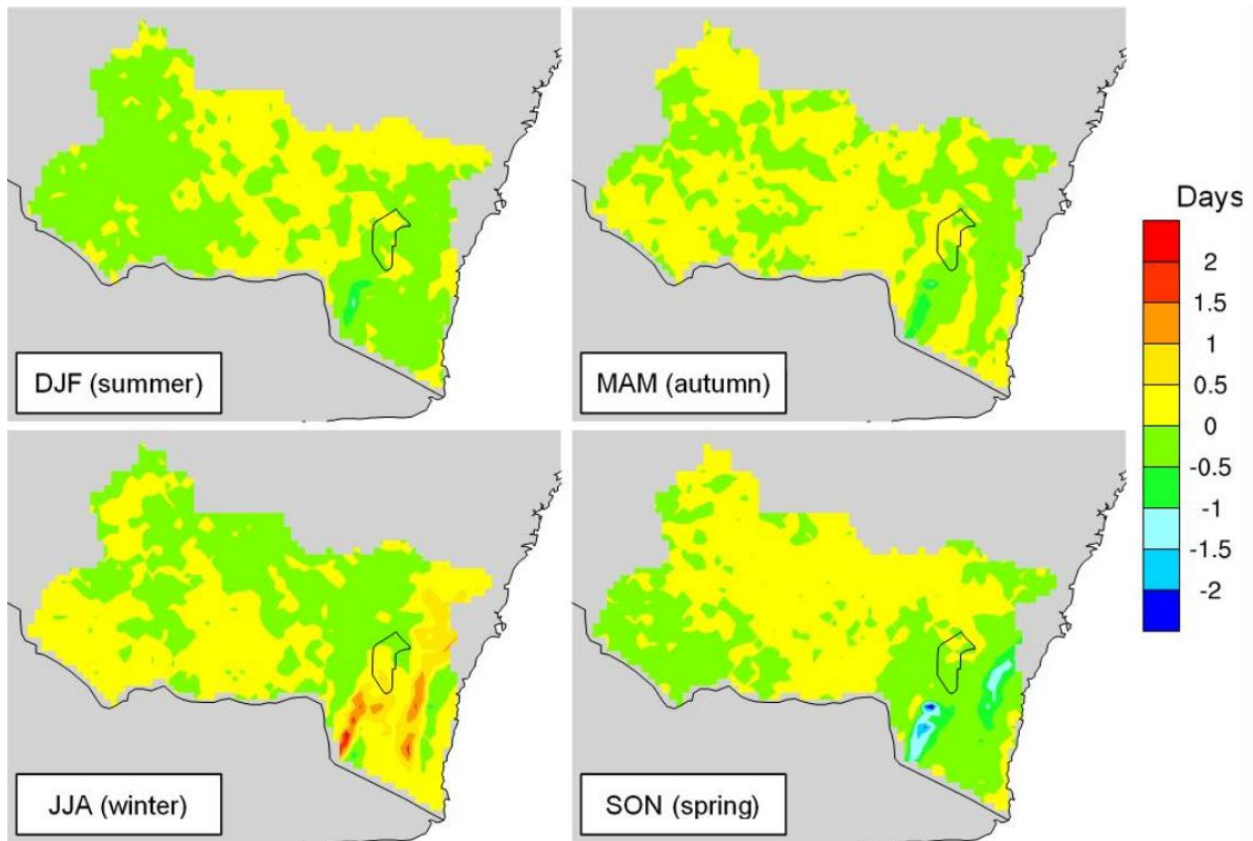 Days
2
1.5
1
0.5
0
-0.5
-1
-1.5
-2
DJF (summer)
MAM (autumn)
JJA (winter)
SON (spring)